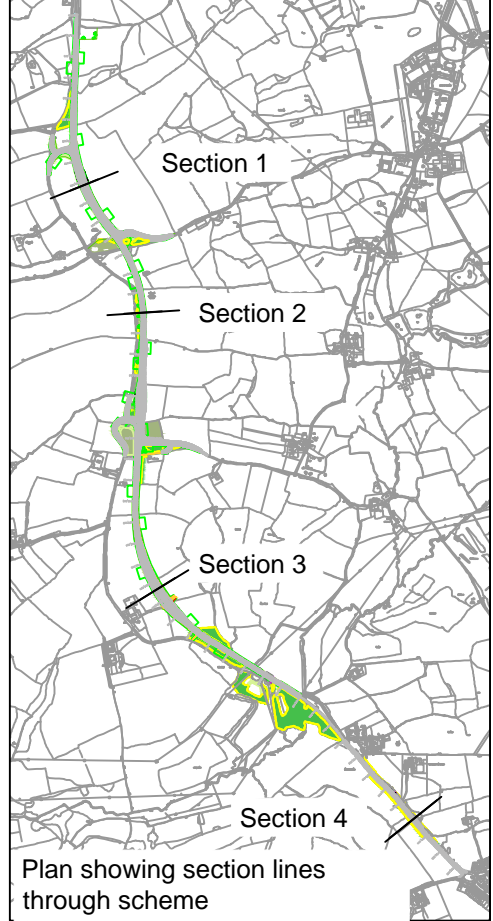 Section 1
Section 2
Section 3
Section 4
Plan showing section lines
through scheme